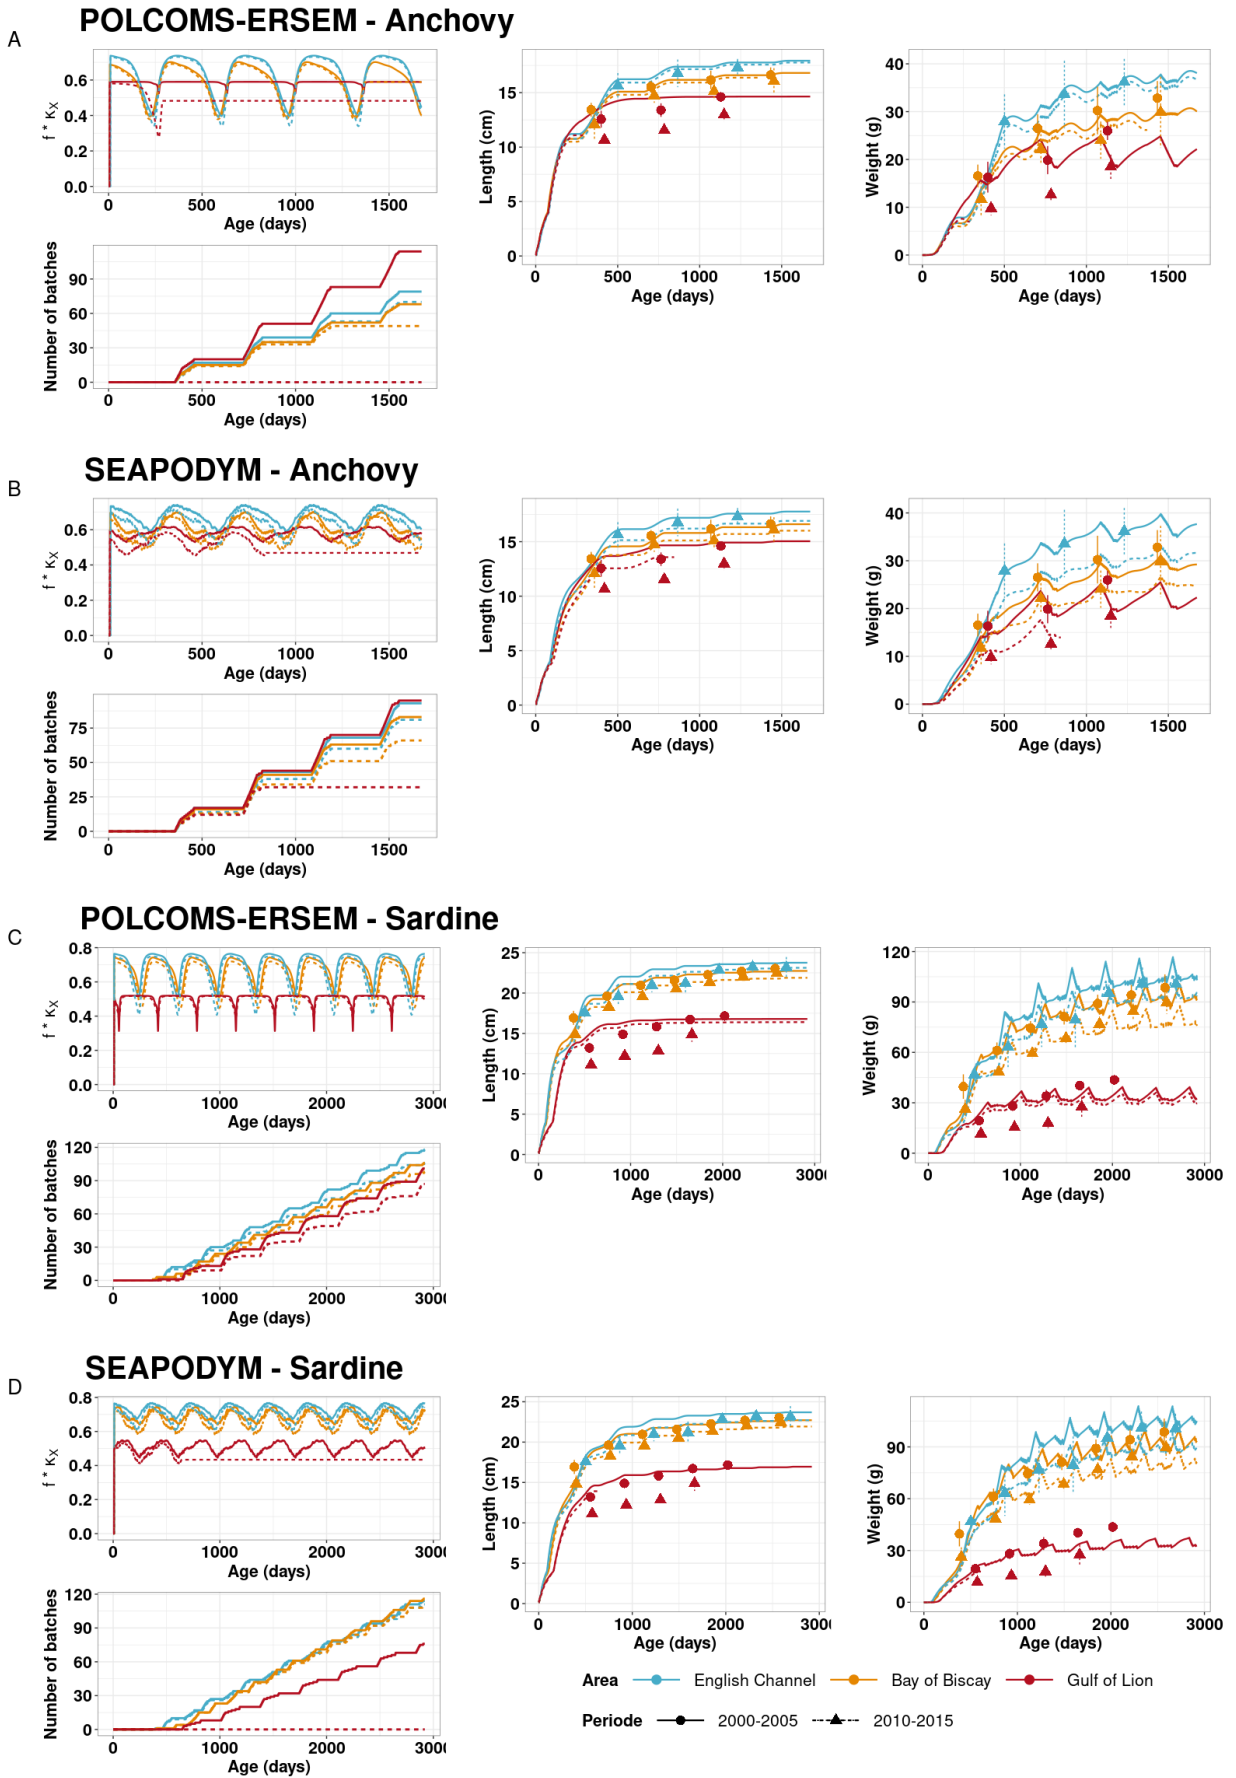 A
POLCOMS-ERSEM - Anchovy
f * κX
0.6
0.4
0.2
0.0
0 500 1000 1500
Age (days)
Number of batches
90
60
30
0
0 500 1000 1500
Age (days)
Length (cm)
15
10
5
0
0 500 1000 1500
Age (days)
Weight (g)
40
30
20
10
0
0 500 1000 1500
Age (days)
B
SEAPODYM - Anchovy
f * κX
0.6
0.4
0.2
0.0
0 500 1000 1500
Age (days)
Number of batches
75
50
25
0
0 500 1000 1500
Age (days)
Length (cm)
15
10
5
0
0 500 1000 1500
Age (days)
Weight (g)
40
30
20
10
0
0 500 1000 1500
Age (days)
C
POLCOMS-ERSEM - Sardine
f * κX
0.8
0.6
0.4
0.2
0.0
0 1000 2000 3000
Age (days)
Number of batches
120
90
60
30
0
0 1000 2000 300
Age (days)
Length (cm)
25
20
15
10
5
0
0 1000 2000 3000
Age (days)
Weight (g)
120
90
60
30
0
0 1000 2000 3000
Age (days)
D
SEAPODYM - Sardine
f * κX
0.8
0.6
0.4
0.2
0.0
0 1000 2000 300
Age (days)
Number of batches
120
90
60
30
0
0 1000 2000 300
Age (days)
Length (cm)
25
20
15
10
5
0
0 1000 2000 300
Age (days)
Weight (g)
90
60
30
0
0 1000 2000 3000
Age (days)
Area English Channel Bay of Biscay Gulf of Lion
Periode 2000-2005 2010-2015